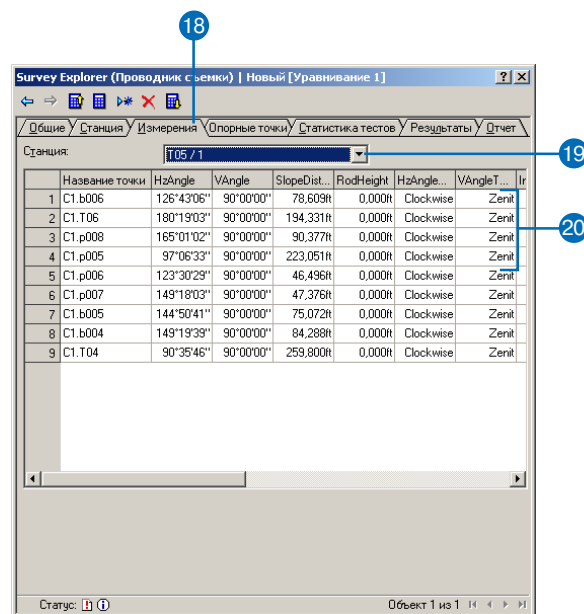 18
Survey Explorer (Проводник съемки) | Новый [Уравнивание 1]
Общие Станция Измерения Опорные точки Статистика тестов Результаты Отчет
Станция: T05 / 1
19
Название точки HzAngle VAngle SlopeDist... RodHeight HzAngle... VAngleT... Ir
1 C1.b006 126°43'06" 90°00'00" 78,609ft 0,000ft Clockwise Zenit
2 C1.T06 180°19'03" 90°00'00" 194,331ft 0,000ft Clockwise Zenit
3 C1.p008 165°01'02" 90°00'00" 90,377ft 0,000ft Clockwise Zenit
20
4 C1.p005 97°06'33" 90°00'00" 223,051ft 0,000ft Clockwise Zenit
5 C1.p006 123°30'29" 90°00'00" 46,496ft 0,000ft Clockwise Zenit
6 C1.p007 149°18'03" 90°00'00" 47,376ft 0,000ft Clockwise Zenit
7 C1.b005 144°50'41" 90°00'00" 75,072ft 0,000ft Clockwise Zenit
8 C1.b004 149°19'39" 90°00'00" 84,288ft 0,000ft Clockwise Zenit
9 C1.T04 90°35'46" 90°00'00" 259,800ft 0,000ft Clockwise Zenit
Статус: Объект 1 из 1